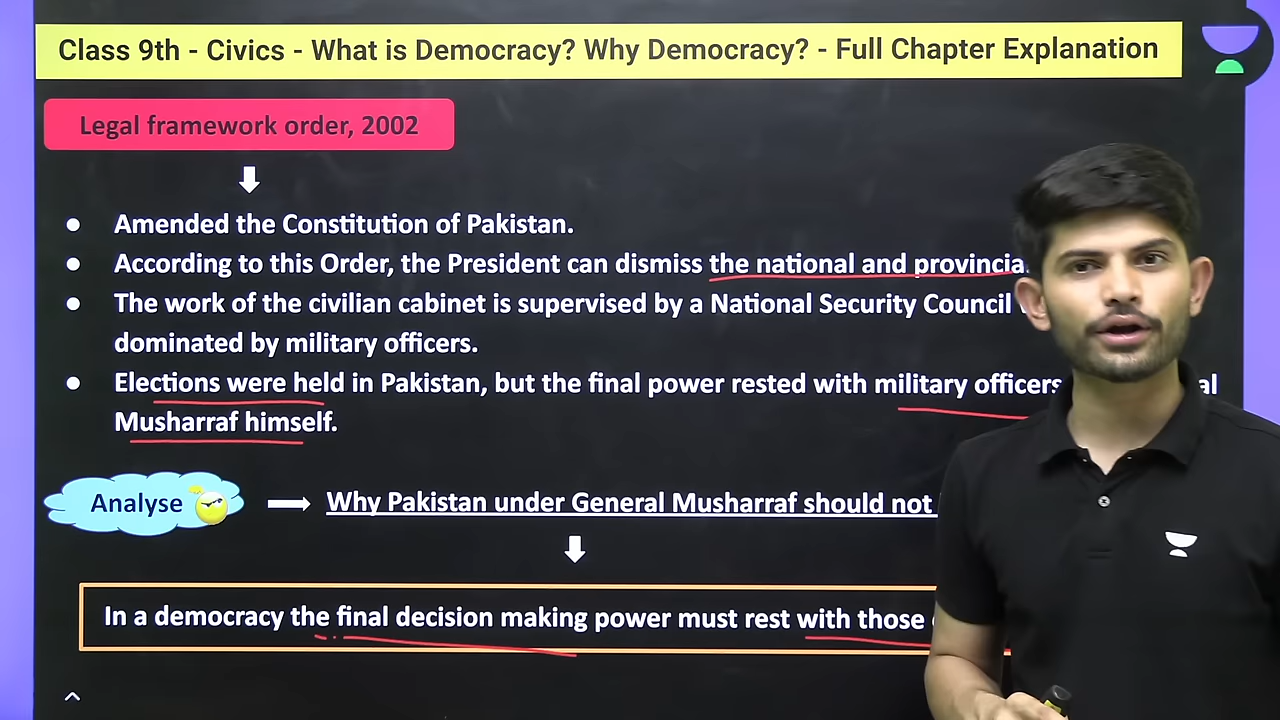 Class 9th - Civics - What is Democracy? Why Democracy? - Full Chapter Explanation
Legal framework order, 2002
● Amended the Constitution of Pakistan.
● According to this Order, the President can dismiss the national and
● The work of the civilian cabinet is supervised by a National Security Council
dominated by military officers.
● Elections were held in Pakistan, but the final power rested with military officers
Musharraf himself.
Analyse Why Pakistan under General Musharraf should not
In a democracy the final decision making power must rest with those